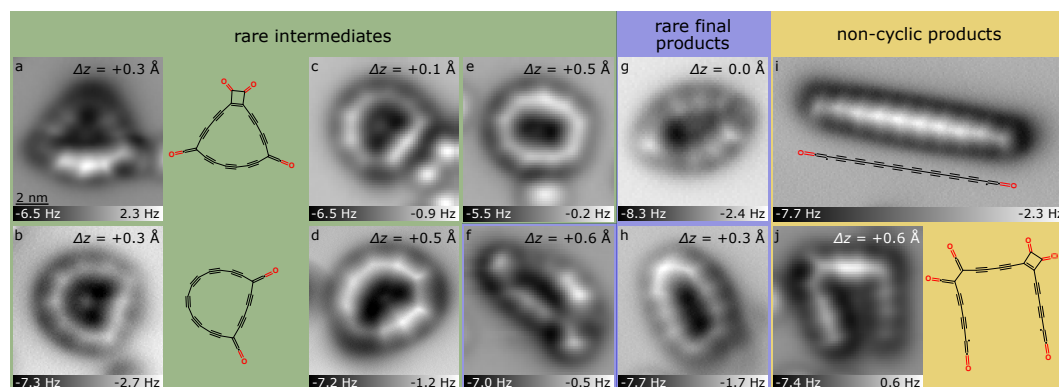 rare intermediates
rare final
products
non-cyclic products
a
Δz = +0.3 Å
2 nm
-6.5 Hz
2.3 Hz
O
O
O
O
c
Δz = +0.1 Å
-6.5 Hz
-0.9 Hz
e
Δz = +0.5 Å
-5.5 Hz
-0.2 Hz
g
Δz = 0.0 Å
-8.3 Hz
-2.4 Hz
i
O
O
-7.7 Hz
-2.3 Hz
b
Δz = +0.3 Å
-7.3 Hz
-2.7 Hz
O
O
d
Δz = +0.5 Å
-7.2 Hz
-1.2 Hz
f
Δz = +0.6 Å
-7.0 Hz
-0.5 Hz
h
Δz = +0.3 Å
-7.7 Hz
-1.7 Hz
j
Δz = +0.6 Å
-7.4 Hz
0.6 Hz
O
O
O
O
O
O